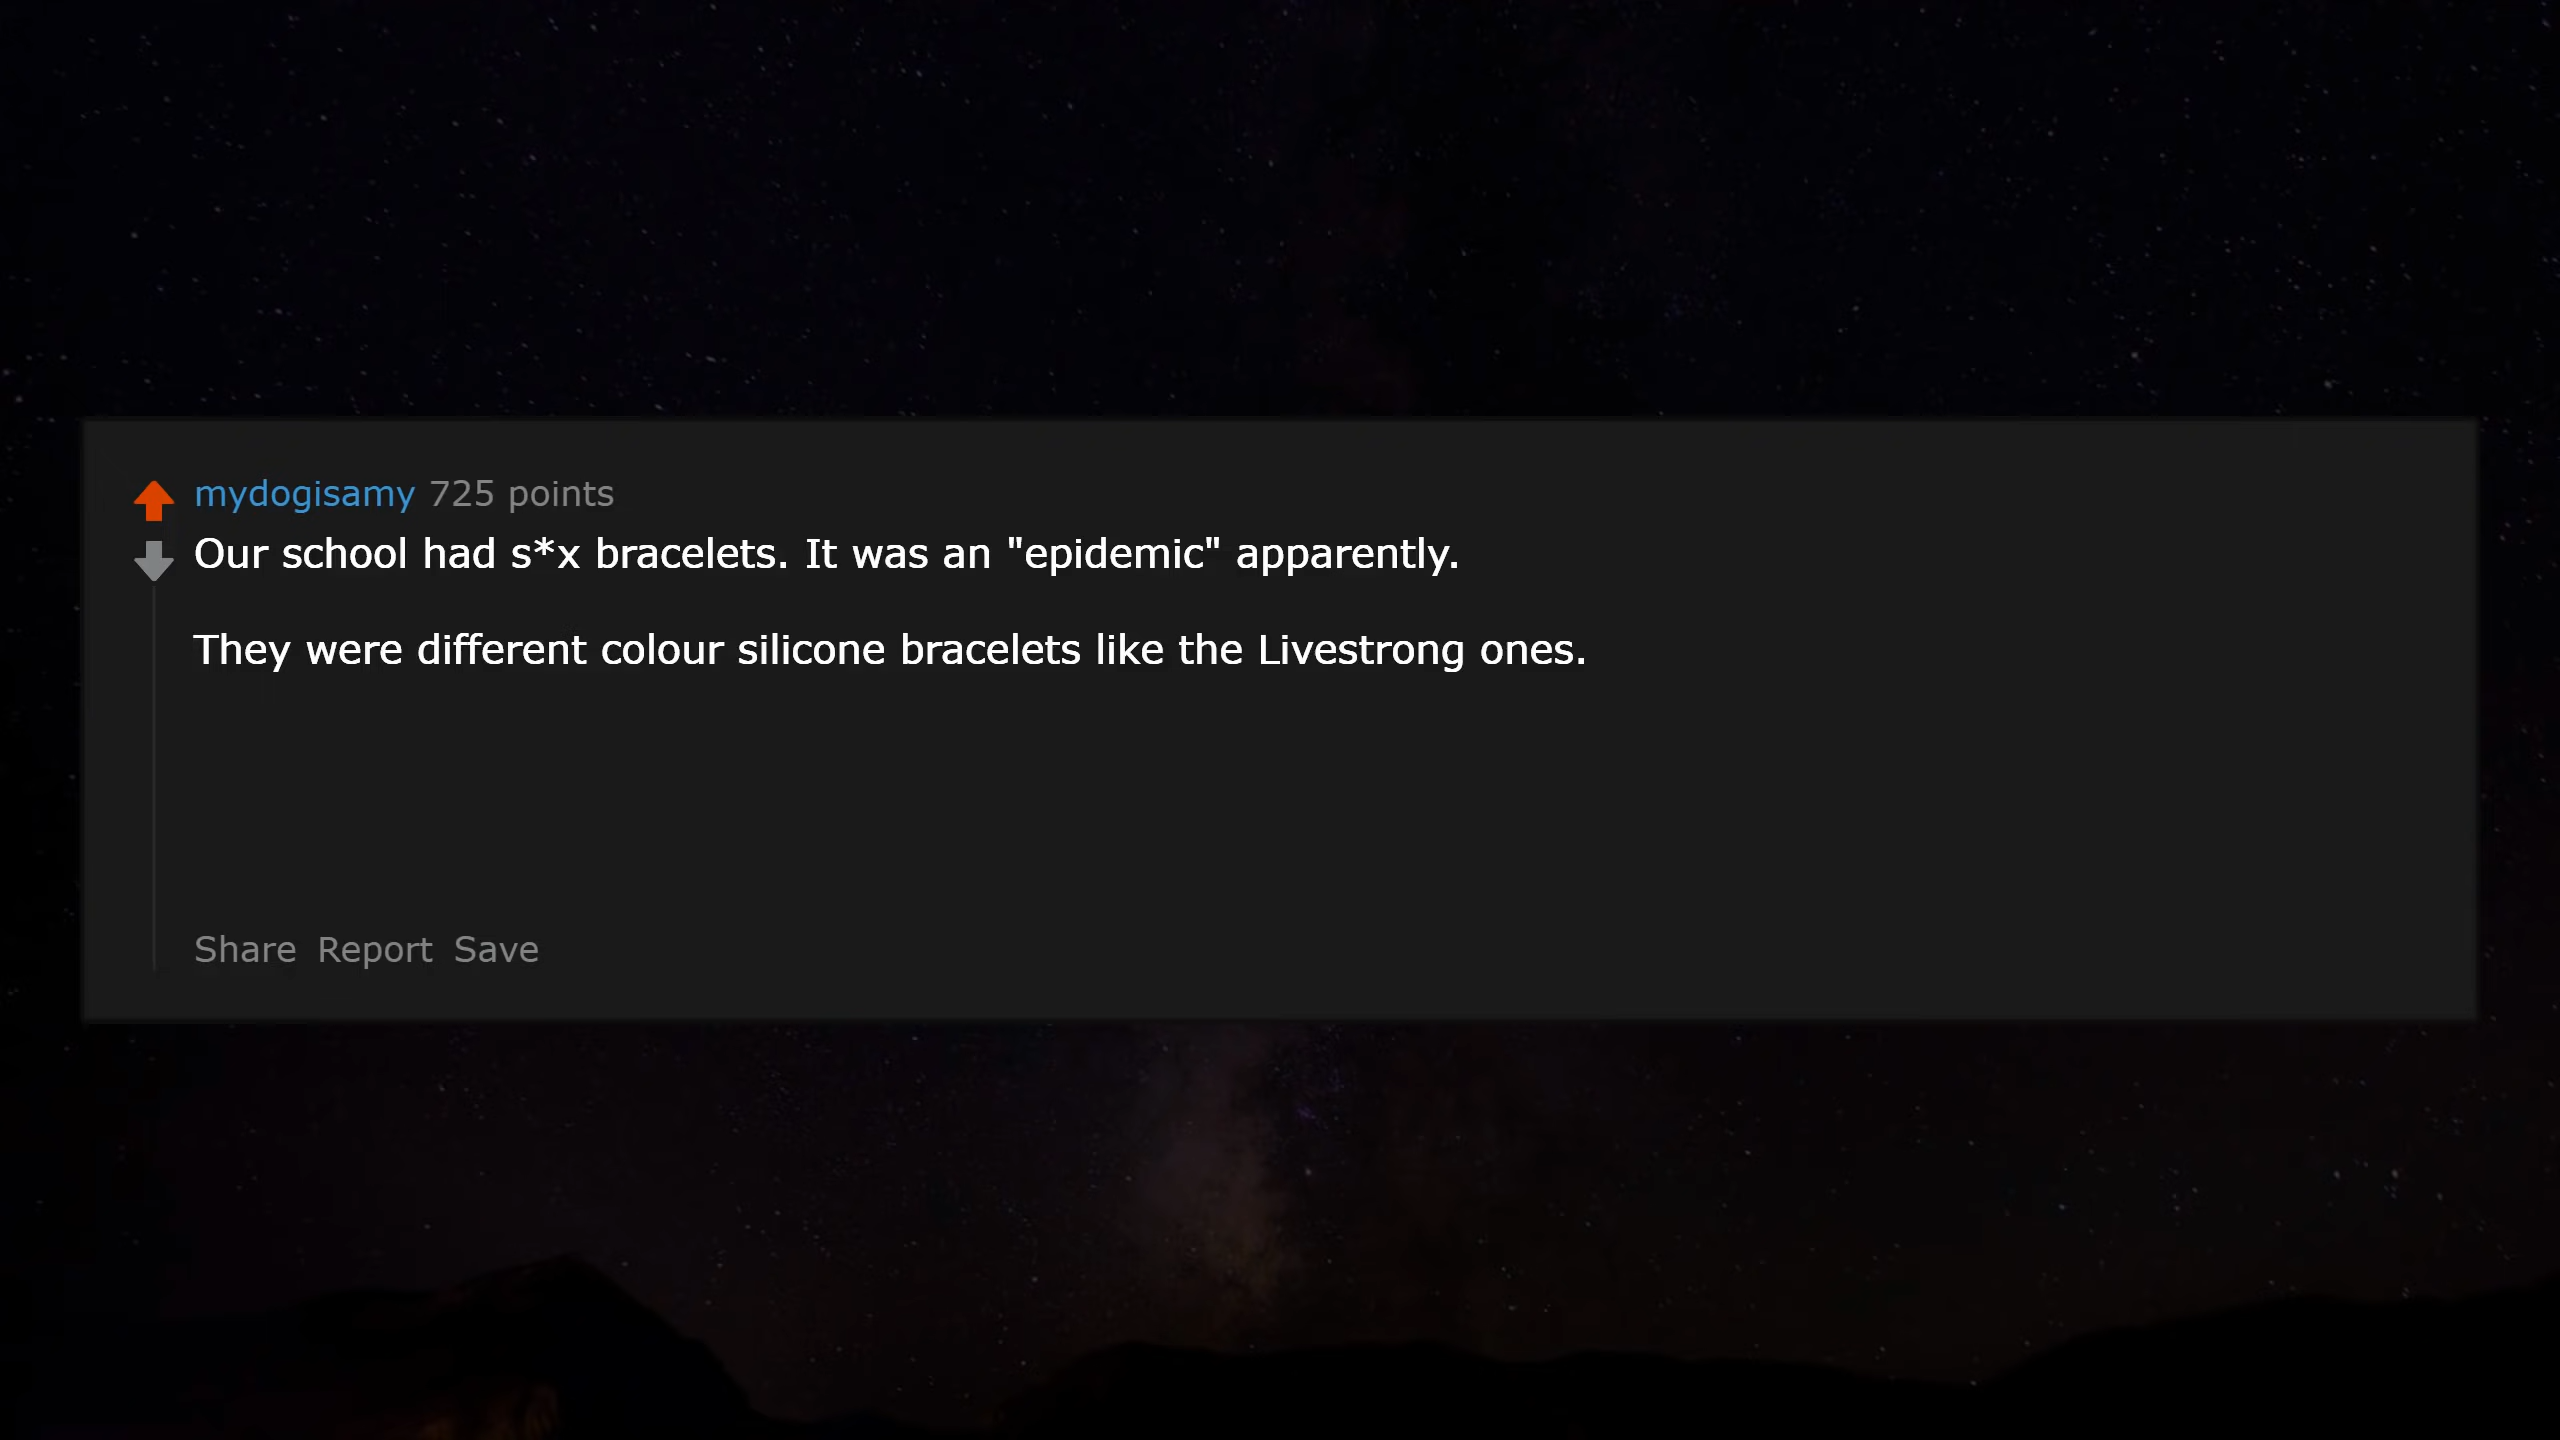 mydogisamy 725 points
Our school had s*x bracelets. It was an "epidemic" apparently.
They were different colour silicone bracelets like the Livestrong ones.
Share Report Save